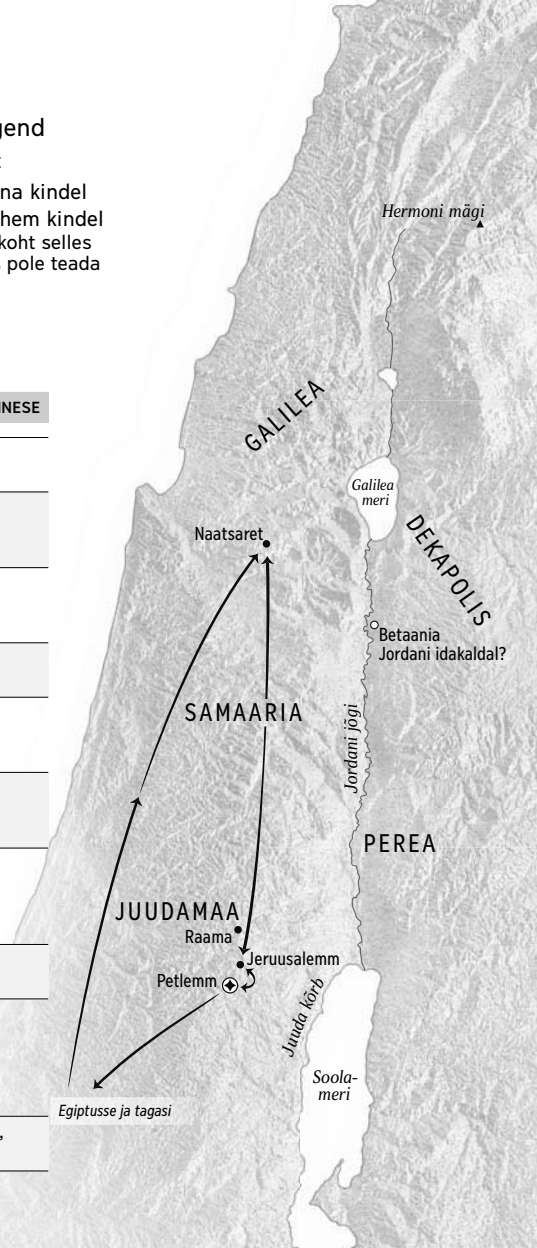 gend
na kindel
hem kindel
koht selles
pole teada
NESE
Hermoni mägi
GALILEA
Galilea
meri
Naatsaret
DEKAPOLIS
Betaania
Jordani idakaldal?
SAMAARIA
Jordani jõgi
PEREA
JUUDAMAA
Raama
Jeruusalemm
Petlemm
Juuda kõrb
Soola-
meri
Egiptusse ja tagasi